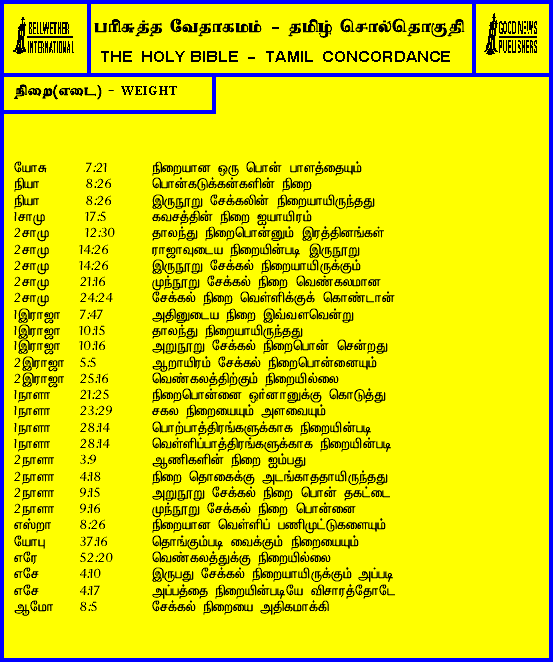 BELLWETHER INTERNATIONAL
பரிசுத்த வேதாகமம் - தமிழ் சொல்தொகுதி
THE HOLY BIBLE - TAMIL CONCORDANCE
GOOD NEWS PUBLISHERS
நிறை(எடை) - WEIGHT
யோசு 7:21 நிறையான ஒரு பொன் பாளத்தையும்
நியா 8:26 பொன்கடுக்கன்களின் நிறை
நியா 8:26 இருநூறு சேக்கலின் நிறையாயிருந்தது
1சாமு 17:5 கவசத்தின் நிறை ஐயாயிரம்
2சாமு 12:30 தாலந்து நிறைபொன்னும் இரத்தினங்கள்
2சாமு 14:26 ராஜாவுடைய நிறையின்படி இருநூறு
2சாமு 14:26 இருநூறு சேக்கல் நிறையாயிருக்கும்
2சாமு 21:16 முந்நூறு சேக்கல் நிறை வெண்கலமான
2சாமு 24:24 சேக்கல் நிறை வெள்ளிக்குக் கொண்டான்
1இராஜா 7:47 அதினுடைய நிறை இவ்வளவென்று
1இராஜா 10:15 தாலந்து நிறையாயிருந்தது
1இராஜா 10:16 அறுநூறு சேக்கல் நிறைபொன் சென்றது
2இராஜா 5:5 ஆறாயிரம் சேக்கல் நிறைபொன்னையும்
2இராஜா 25:16 வெண்கலத்திற்கும் நிறையில்லை
1நாளா 21:25 நிறைபொன்னை ஒர்னானுக்கு கொடுத்து
1நாளா 23:29 சகல நிறையையும் அளவையும்
1நாளா 28:14 பொற்பாத்திரங்களுக்காக நிறையின்படி
1நாளா 28:14 வெள்ளிப்பாத்திரங்களுக்காக நிறையின்படி
2நாளா 3:9 ஆணிகளின் நிறை ஐம்பது
2நாளா 4:18 நிறை தொகைக்கு அடங்காததாயிருந்தது
2நாளா 9:15 அறுநூறு சேக்கல் நிறை பொன் தகட்டை
2நாளா 9:16 முந்நூறு சேக்கல் நிறை பொன்னை
எஸ்றா 8:26 நிறையான வெள்ளிப் பணிமுட்டுகளையும்
யோபு 37:16 தொங்கும்படி வைக்கும் நிறையையும்
எரே 52:20 வெண்கலத்துக்கு நிறையில்லை
எசே 4:10 இருபது சேக்கல் நிறையாயிருக்கும் அப்படி
எசே 4:17 அப்பத்தை நிறையின்படியே விசாரத்தோடே
ஆமோ 8:5 சேக்கல் நிறையை அதிகமாக்கி